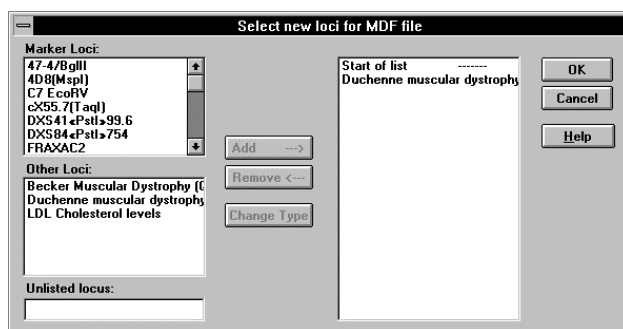 Select new loci for MDF file
Marker Loci:
47-4/BglII
4D8(MspI)
C7 EcoRV
cX55.7(TaqI)
DXS41<PstI>99.6
DXS84<PstI>754
FRAXAC2
Other Loci:
Becker Muscular Dystrophy (
Duchenne muscular dystrophy
LDL Cholesterol levels
Unlisted locus:
Add --->
Remove <---
Change Type
Start of list -------
Duchenne muscular dystrophy
OK
Cancel
Help